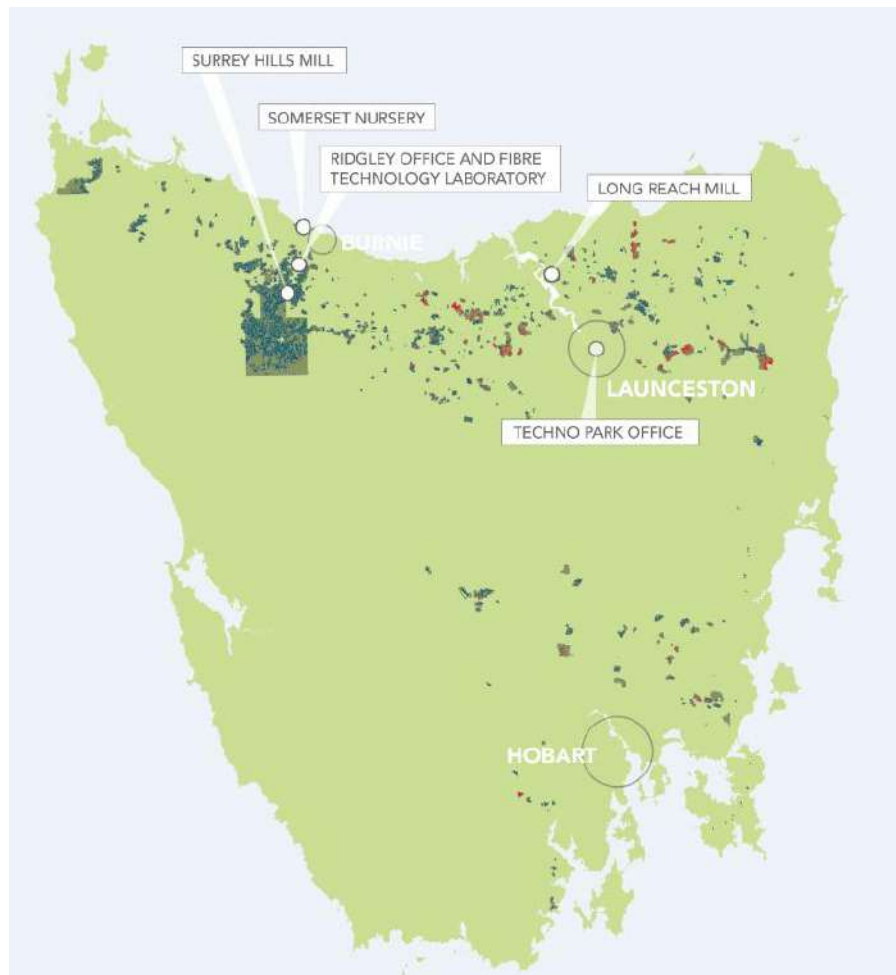 SURREY HILLS MILL
SOMERSET NURSERY
RIDGLEY OFFICE AND FIBRE
TECHNOLOGY LABORATORY
LONG REACH MILL
BURNIE
LAUNCESTON
TECHNO PARK OFFICE
HOBART